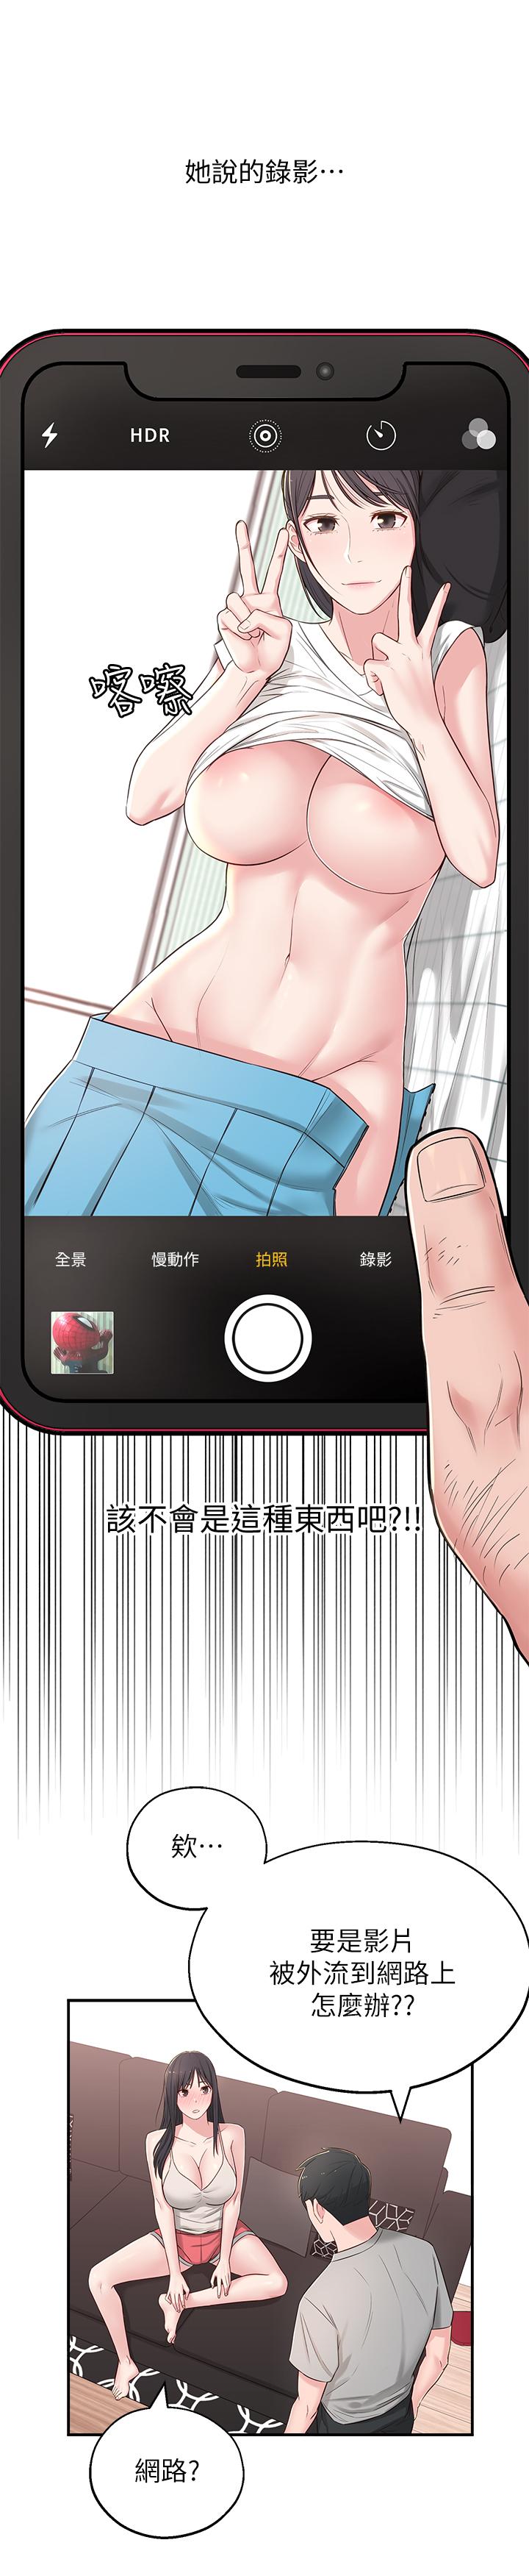 她說的錄影…
HDR
喀嚓
全景 慢動作 拍照 錄影
該不會是這種東西吧?!!
欸…
要是影片
被外流到網路上
怎麼辦??
網路?